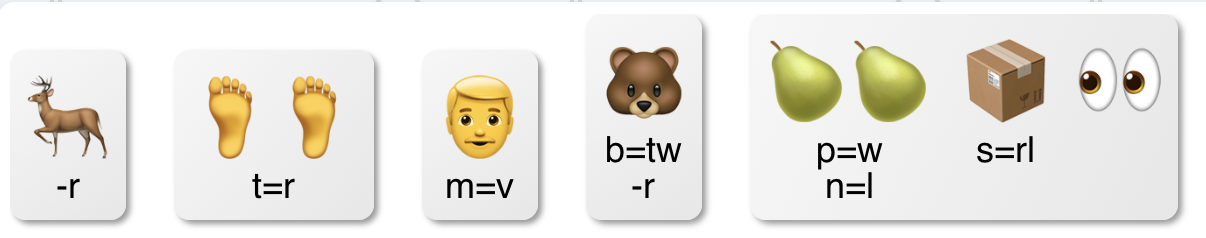 -r
t=r
m=v
b=tw
-r
p=w
n=l
s=rl